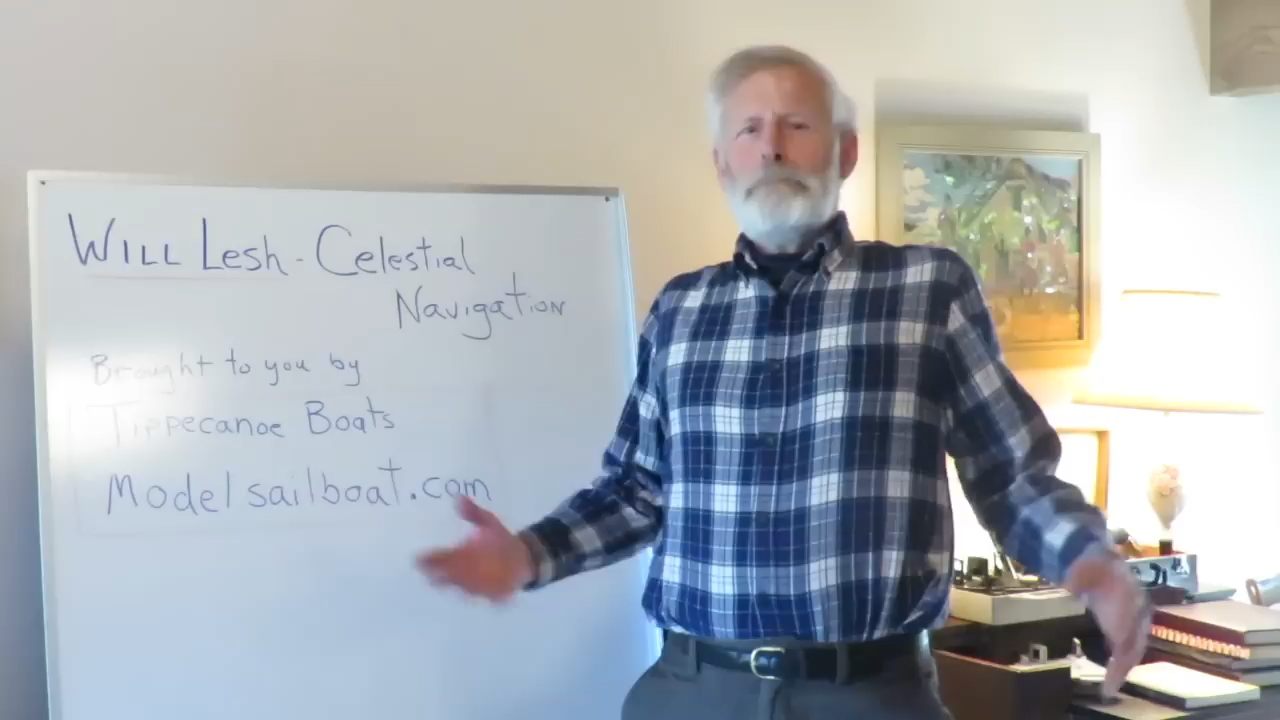 Will Lesh - Celestial
Navigation
Brought to you by
Tippecanoe Boats
Modelsailboat.com